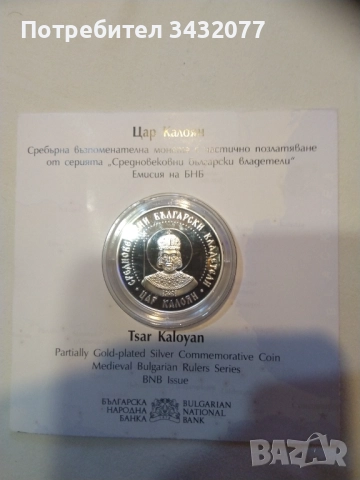 Потребител 3432077
Цар Калоян
Сребърна възпоменателна монета с частично позлатяване
от серията „Средновековни български владетели“
Емисия на БНБ
СРЕДНОВЕКОВНИ БЪЛГАРСКИ ВЛАДЕТЕЛИ
ЦАР КАЛОЯН
Tsar Kaloyan
Partially Gold-plated Silver Commemorative Coin
Medieval Bulgarian Rulers Series
BNB Issue
БЪЛГАРСКА
НАРОДНА
БАНКА
BULGARIAN
NATIONAL
BANK
BAZAR